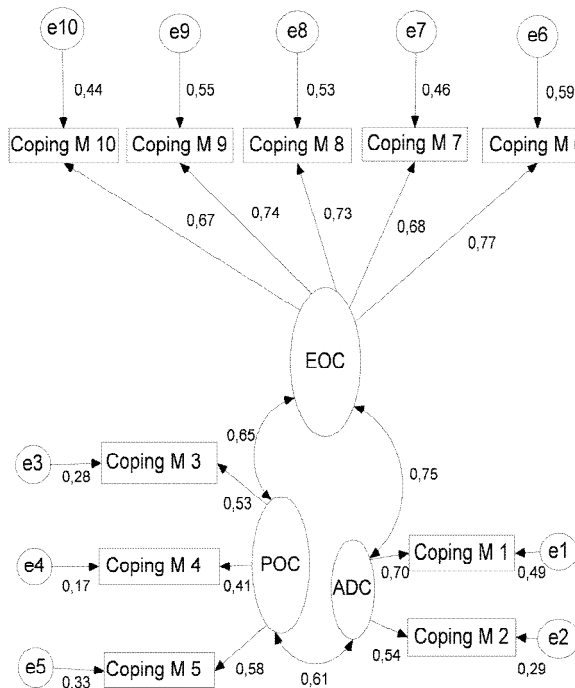 e10
e9
e8
e7
e6
0,44
0,55
0,53
0,46
0,59
Coping M 10
Coping M 9
Coping M 8
Coping M 7
Coping M
0,67
0,74
0,73
0,68
0,77
EOC
0,65
0,75
e3
0,28
Coping M 3
0,53
e4
0,17
Coping M 4
0,41
POC
ADC
0,70
Coping M 1
0,49
e1
e5
0,33
Coping M 5
0,58
0,61
0,54
Coping M 2
0,29
e2